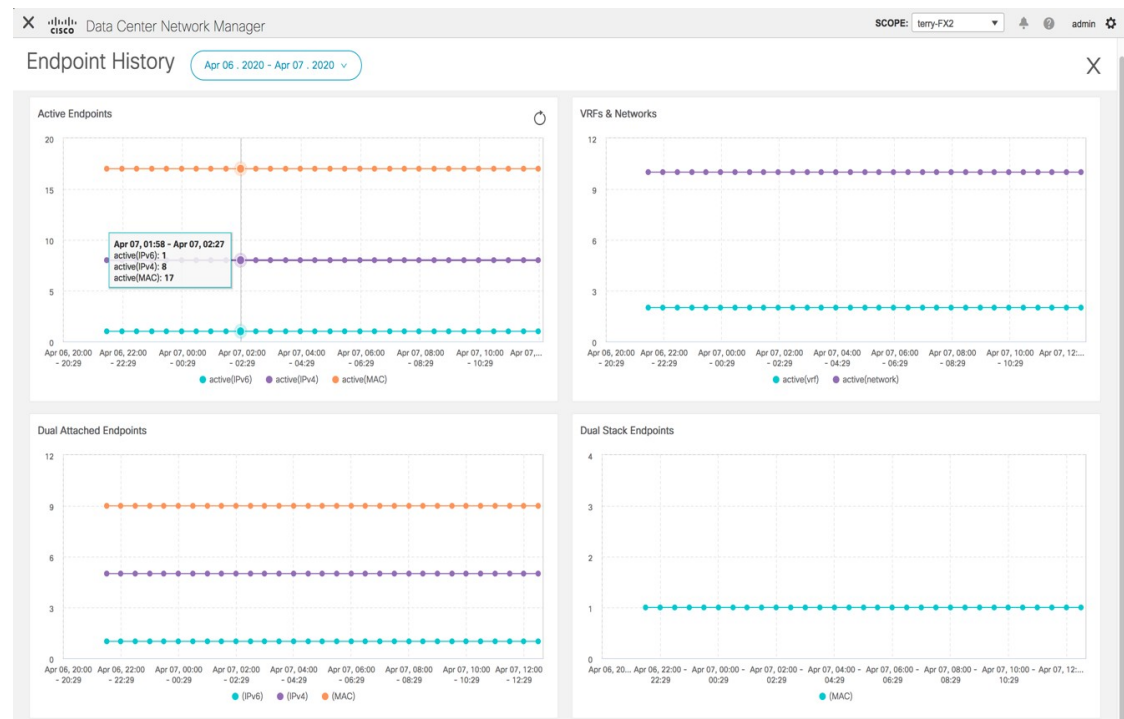 X cisco Data Center Network Manager SCOPE: terry-FX2 admin
Endpoint History Apr 06 . 2020 - Apr 07 . 2020 X
Active Endpoints
20
15
10
5
0
Apr 07, 01:58 - Apr 07, 02:27
active(IPv6): 1
active(IPv4): 8
active(MAC): 17
Apr 06, 20:00 Apr 06, 22:00 Apr 07, 00:00 Apr 07, 02:00 Apr 07, 04:00 Apr 07, 06:00 Apr 07, 08:00 Apr 07, 10:00 Apr 07,...
- 20:29 - 22:29 - 00:29 - 02:29 - 04:29 - 06:29 - 08:29 - 10:29
active(IPv6) active(IPv4) active(MAC)
VRFs & Networks
12
9
6
3
0
Apr 06, 20:00 Apr 06, 22:00 Apr 07, 00:00 Apr 07, 02:00 Apr 07, 04:00 Apr 07, 06:00 Apr 07, 08:00 Apr 07, 10:00 Apr 07, 12:...
- 20:29 - 22:29 - 00:29 - 02:29 - 04:29 - 06:29 - 08:29 - 10:29
active(vrf) active(network)
Dual Attached Endpoints
12
9
6
3
0
Apr 06, 20:00 Apr 06, 22:00 Apr 07, 00:00 Apr 07, 02:00 Apr 07, 04:00 Apr 07, 06:00 Apr 07, 08:00 Apr 07, 10:00 Apr 07, 12:00
- 20:29 - 22:29 - 00:29 - 02:29 - 04:29 - 06:29 - 08:29 - 10:29 - 12:29
(IPv6) (IPv4) (MAC)
Dual Stack Endpoints
4
3
2
1
0
Apr 06, 20... Apr 06, 22:00 - Apr 07, 00:00 - Apr 07, 02:00 - Apr 07, 04:00 - Apr 07, 06:00 - Apr 07, 08:00 - Apr 07, 10:00 - Apr 07, 12:...
22:29 00:29 02:29 04:29 06:29 08:29 10:29
(MAC)